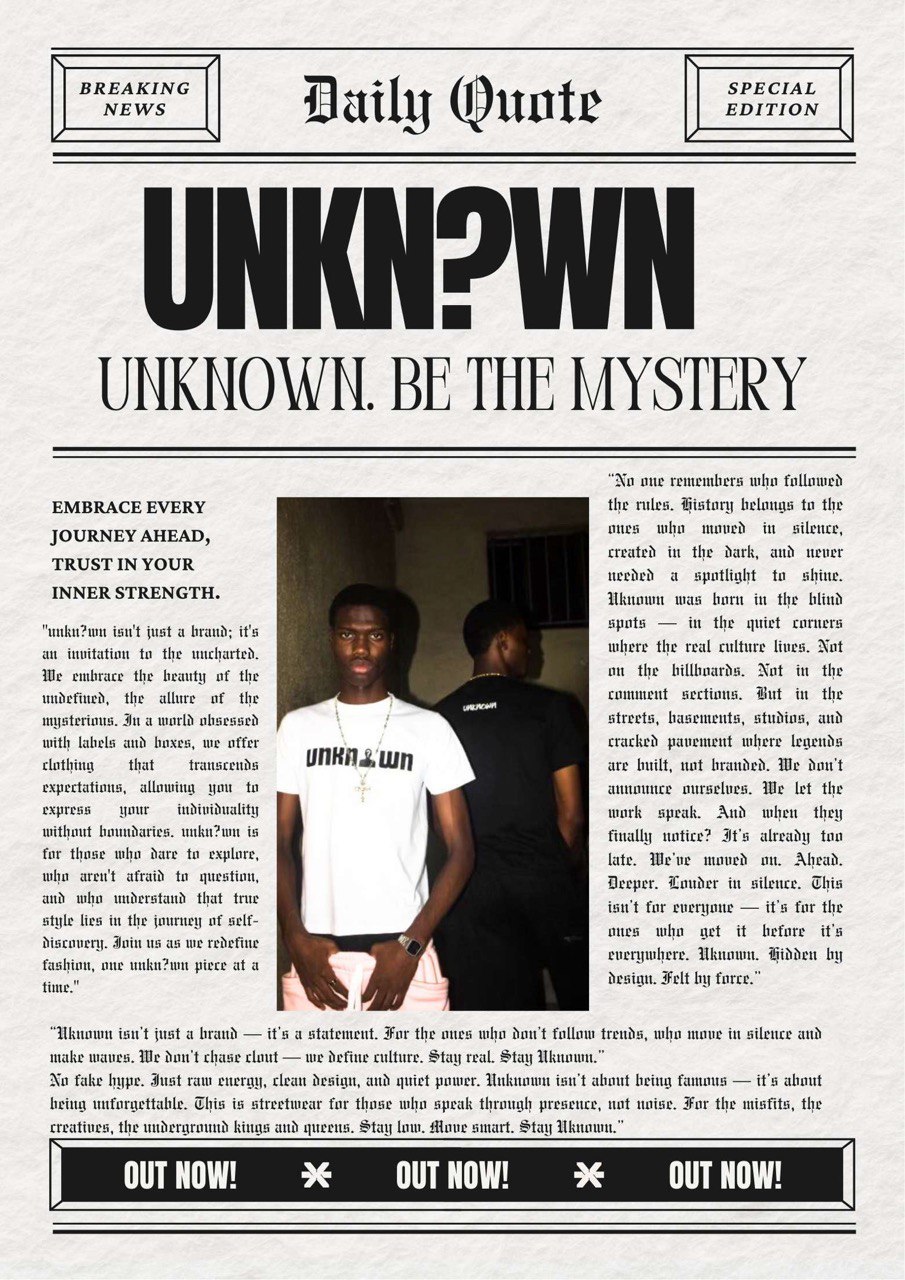 BREAKING
NEWS
Daily Quote
SPECIAL
EDITION
UNKN?WN
UNKNOWN. BE THE MYSTERY
EMBRACE EVERY
JOURNEY AHEAD,
TRUST IN YOUR
INNER STRENGTH.
"unkn?wn isn't just a brand; it's
an invitation to the uncharted.
We embrace the beauty of the
undefined, the allure of the
mysterious. In a world obsessed
with labels and boxes, we offer
clothing that transcends
expectations, allowing you to
express your individuality
without boundaries. unkn?wn is
for those who dare to explore,
who aren't afraid to question,
and who understand that true
style lies in the journey of self-
discovery. Join us as we redefine
fashion, one unkn?wn piece at a
time."
UNKNOWN
UNKN?WN
“No one remembers who followed
the rules. History belongs to the
ones who moved in silence,
created in the dark, and never
needed a spotlight to shine.
Uknown was born in the blind
spots — in the quiet corners
where the real culture lives. Not
on the billboards. Not in the
comment sections. But in the
streets, basements, studios, and
cracked pavement where legends
are built, not branded. We don’t
announce ourselves. We let the
work speak. And when they
finally notice? It’s already too
late. We’ve moved on. Ahead.
Deeper. Louder in silence. This
isn’t for everyone — it’s for the
ones who get it before it’s
everywhere. Uknown. Hidden by
design. Felt by force.”
“Uknown isn’t just a brand — it’s a statement. For the ones who don’t follow trends, who move in silence and
make waves. We don’t chase clout — we define culture. Stay real. Stay Uknown.”
No fake hype. Just raw energy, clean design, and quiet power. Unknown isn’t about being famous — it’s about
being unforgettable. This is streetwear for those who speak through presence, not noise. For the misfits, the
creatives, the underground kings and queens. Stay low. Move smart. Stay Uknown.”
OUT NOW! OUT NOW! OUT NOW!